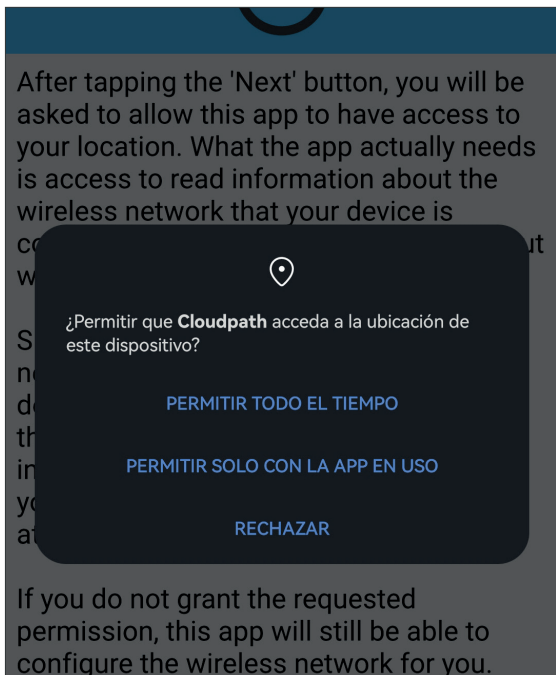 After tapping the 'Next' button, you will be
asked to allow this app to have access to
your location. What the app actually needs
is access to read information about the
wireless network that your device is
¿Permitir que Cloudpath acceda a la ubicación de
este dispositivo?
PERMITIR TODO EL TIEMPO
PERMITIR SOLO CON LA APP EN USO
RECHAZAR
If you do not grant the requested
permission, this app will still be able to
configure the wireless network for you.